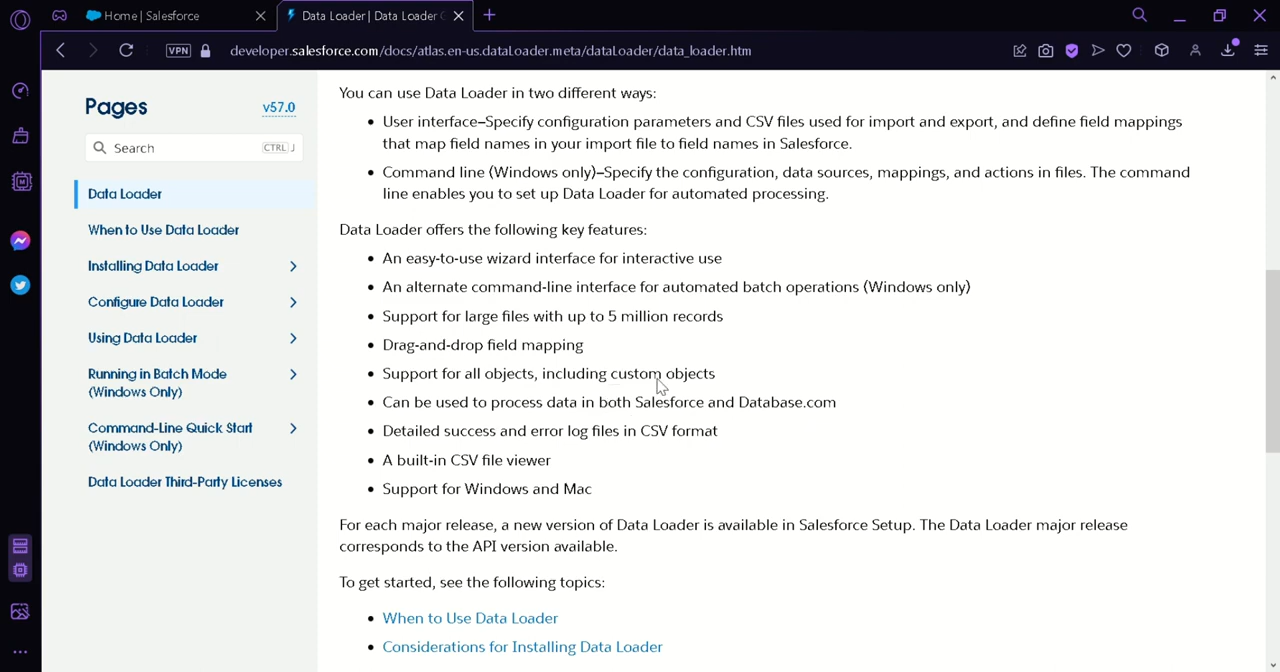 Home | Salesforce
Data Loader | Data Loader G
VPN
developer.salesforce.com/docs/atlas.en-us.dataLoader.meta/dataLoader/data_loader.htm
Pages
v57.0
Search
CTRL J
Data Loader
When to Use Data Loader
Installing Data Loader
Configure Data Loader
Using Data Loader
Running in Batch Mode
(Windows Only)
Command-Line Quick Start
(Windows Only)
Data Loader Third-Party Licenses
You can use Data Loader in two different ways:
• User interface—Specify configuration parameters and CSV files used for import and export, and define field mappings
that map field names in your import file to field names in Salesforce.
• Command line (Windows only)—Specify the configuration, data sources, mappings, and actions in files. The command
line enables you to set up Data Loader for automated processing.
Data Loader offers the following key features:
• An easy-to-use wizard interface for interactive use
• An alternate command-line interface for automated batch operations (Windows only)
• Support for large files with up to 5 million records
• Drag-and-drop field mapping
• Support for all objects, including custom objects
• Can be used to process data in both Salesforce and Database.com
• Detailed success and error log files in CSV format
• A built-in CSV file viewer
• Support for Windows and Mac
For each major release, a new version of Data Loader is available in Salesforce Setup. The Data Loader major release
corresponds to the API version available.
To get started, see the following topics:
• When to Use Data Loader
• Considerations for Installing Data Loader